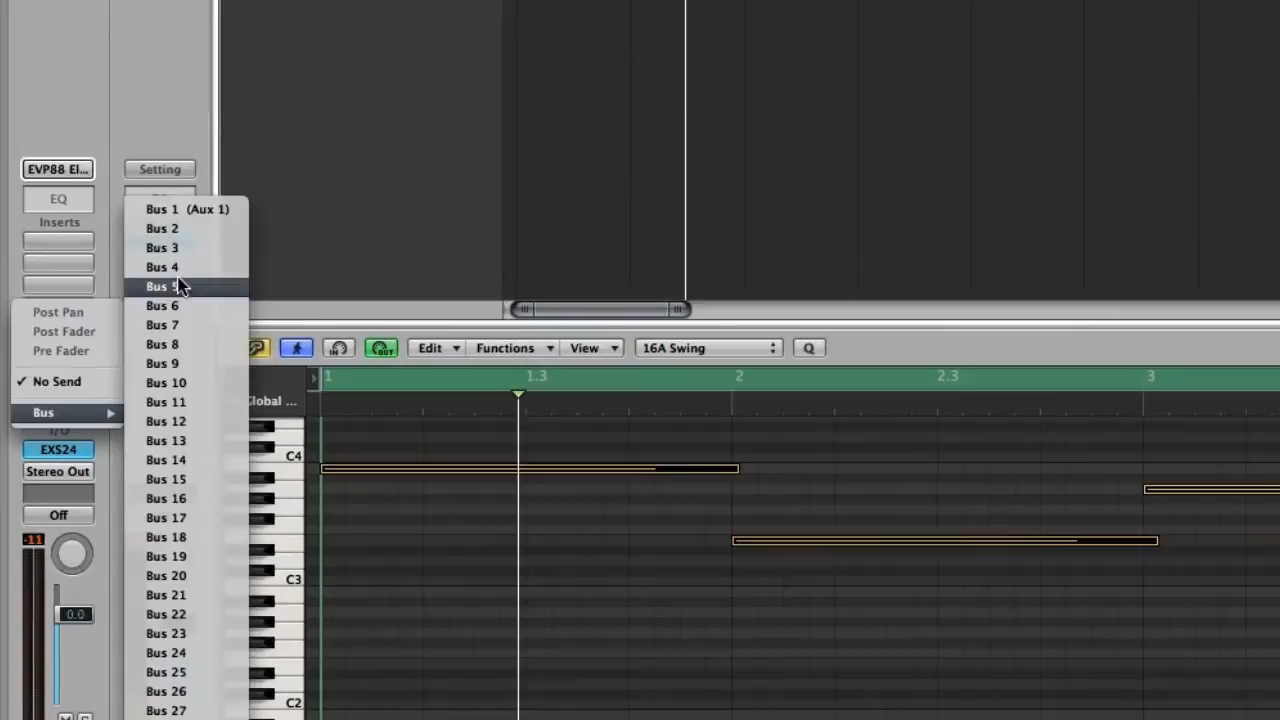 EVP88 El...
Setting
EQ
Inserts
Bus 1 (Aux 1)
Bus 2
Bus 3
Bus 4
Bus 5
Bus 6
Bus 7
Bus 8
Bus 9
Bus 10
Bus 11
Bus 12
Bus 13
Bus 14
Bus 15
Bus 16
Bus 17
Bus 18
Bus 19
Bus 20
Bus 21
Bus 22
Bus 23
Bus 24
Bus 25
Bus 26
Bus 27
Post Pan
Post Fader
Pre Fader
✓ No Send
Bus
I/O
EXS24
Stereo Out
Off
-11
0.0
IN
OUT
Edit
Functions
View
16A Swing
Q
1
1.3
2
2.3
3
Global ...
C4
C3
C2